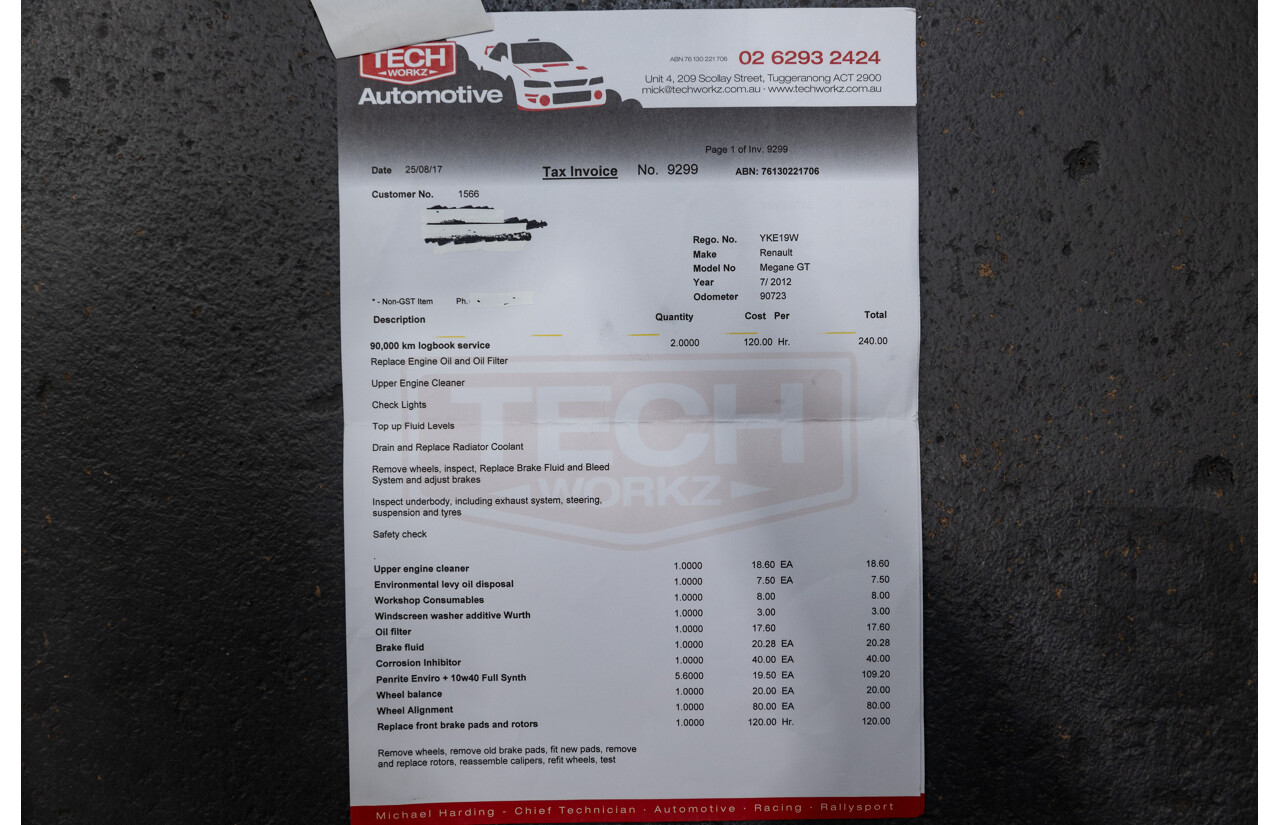 TECH
WORKZ
Automotive
ABN 76 130 221 706 02 6293 2424
Unit 4, 209 Scollay Street, Tuggeranong ACT 2900
mick@techworkz.com.au · www.techworkz.com.au
Page 1 of Inv. 9299
Date 25/08/17 Tax Invoice No. 9299 ABN: 76130221706
Customer No. 1566
Rego. No. YKE19W
Make Renault
Model No Megane GT
Year 7/ 2012
Odometer 90723
* - Non-GST Item Ph.
Description Quantity Cost Per Total
90,000 km logbook service 2.0000 120.00 Hr. 240.00
Replace Engine Oil and Oil Filter
Upper Engine Cleaner
Check Lights
Top up Fluid Levels
Drain and Replace Radiator Coolant
Remove wheels, inspect, Replace Brake Fluid and Bleed
System and adjust brakes
Inspect underbody, including exhaust system, steering,
suspension and tyres
Safety check
.
TECH
WORKZ
Upper engine cleaner 1.0000 18.60 EA 18.60
Environmental levy oil disposal 1.0000 7.50 EA 7.50
Workshop Consumables 1.0000 8.00 8.00
Windscreen washer additive Wurth 1.0000 3.00 3.00
Oil filter 1.0000 17.60 17.60
Brake fluid 1.0000 20.28 EA 20.28
Corrosion Inhibitor 1.0000 40.00 EA 40.00
Penrite Enviro + 10w40 Full Synth 5.6000 19.50 EA 109.20
Wheel balance 1.0000 20.00 EA 20.00
Wheel Alignment 1.0000 80.00 EA 80.00
Replace front brake pads and rotors 1.0000 120.00 Hr. 120.00
Remove wheels, remove old brake pads, fit new pads, remove
and replace rotors, reassemble calipers, refit wheels, test
Michael Harding - Chief Technician · Automotive · Racing · Rallysport